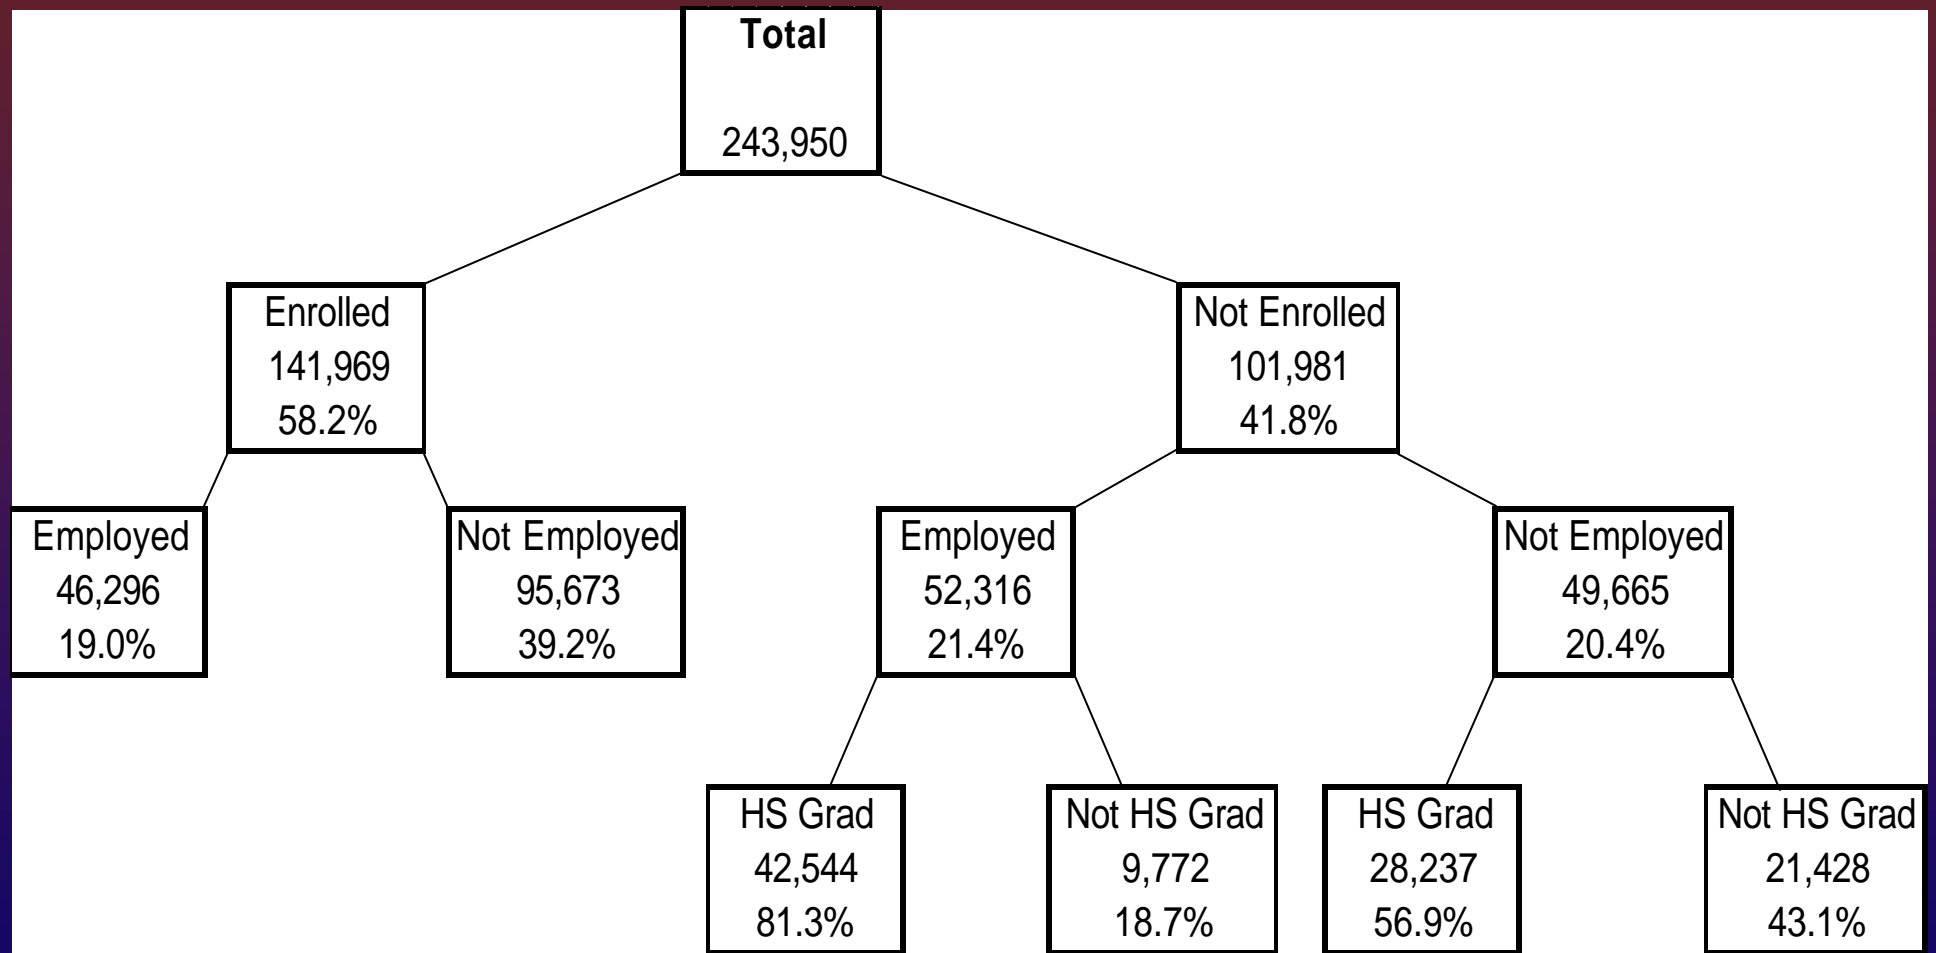 Total
243,950
Enrolled
141,969
58.2%
Not Enrolled
101,981
41.8%
Employed
46,296
19.0%
Not Employed
95,673
39.2%
Employed
52,316
21.4%
Not Employed
49,665
20.4%
HS Grad
42,544
81.3%
Not HS Grad
9,772
18.7%
HS Grad
28,237
56.9%
Not HS Grad
21,428
43.1%